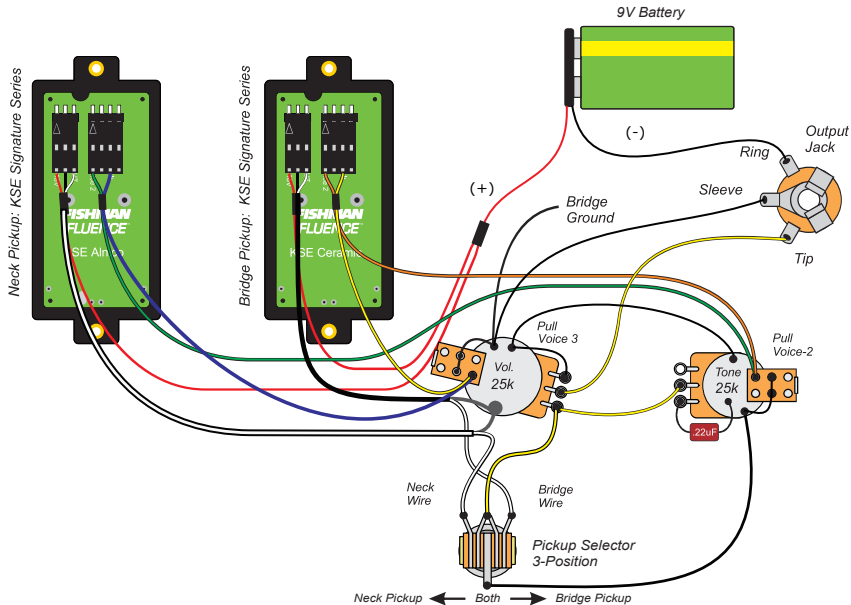 9V Battery
(-)
Output
Jack
Ring
Sleeve
Tip
(+)
Bridge
Ground
Neck Pickup: KSE Signature Series
Bridge Pickup: KSE Signature Series
FISHMAN
FLUENCE
FISHMAN
FLUENCE
KSE Ceramic
Pull
Voice 3
Vol.
25k
Pull
Voice-2
Tone
25k
.22uF
Neck
Wire
Bridge
Wire
Pickup Selector
3-Position
Neck Pickup
Both
Bridge Pickup